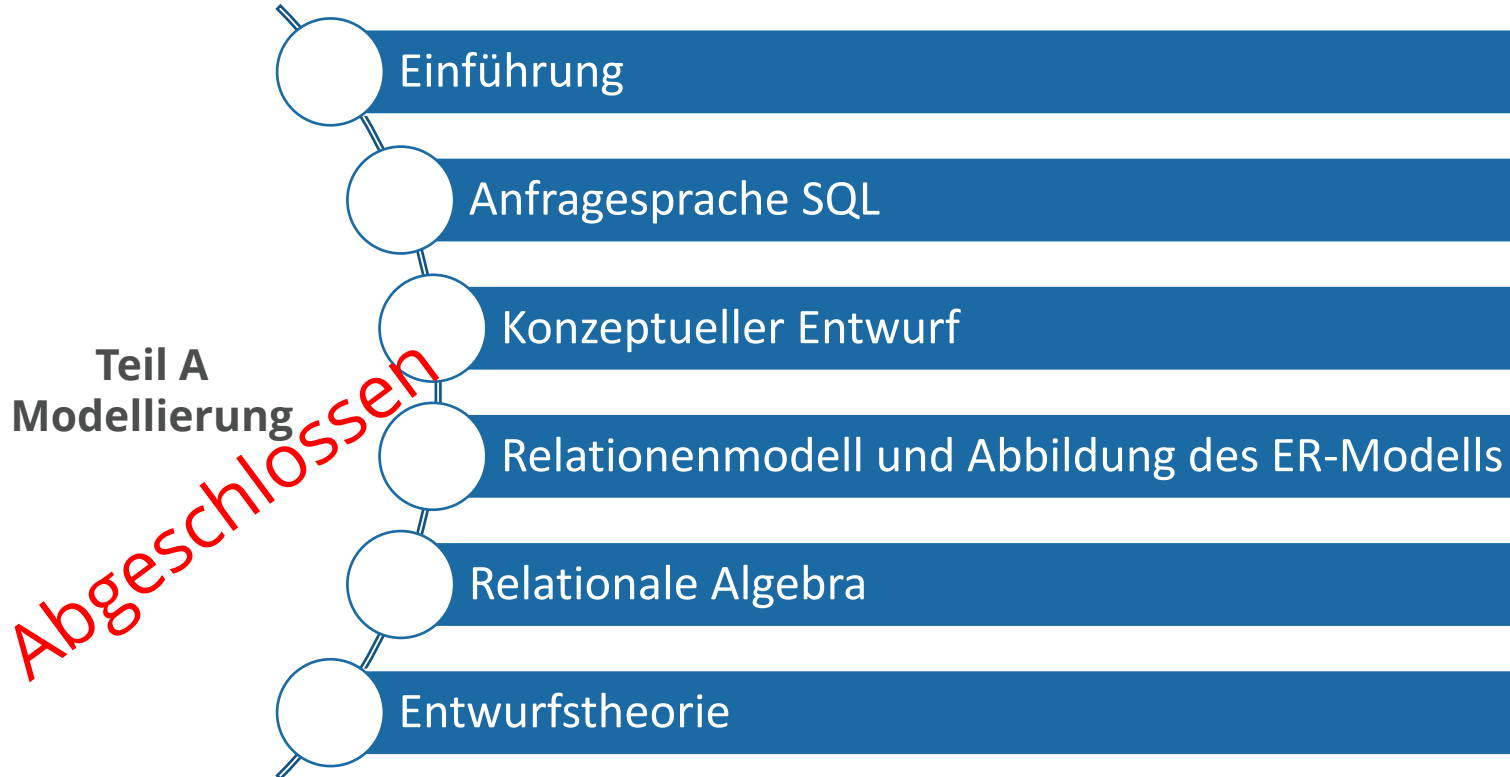 Einführung
Anfragesprache SQL
Konzeptueller Entwurf
Teil A
Modellierung
Abgeschlossen
Relationenmodell und Abbildung des ER-Modells
Relationale Algebra
Entwurfstheorie